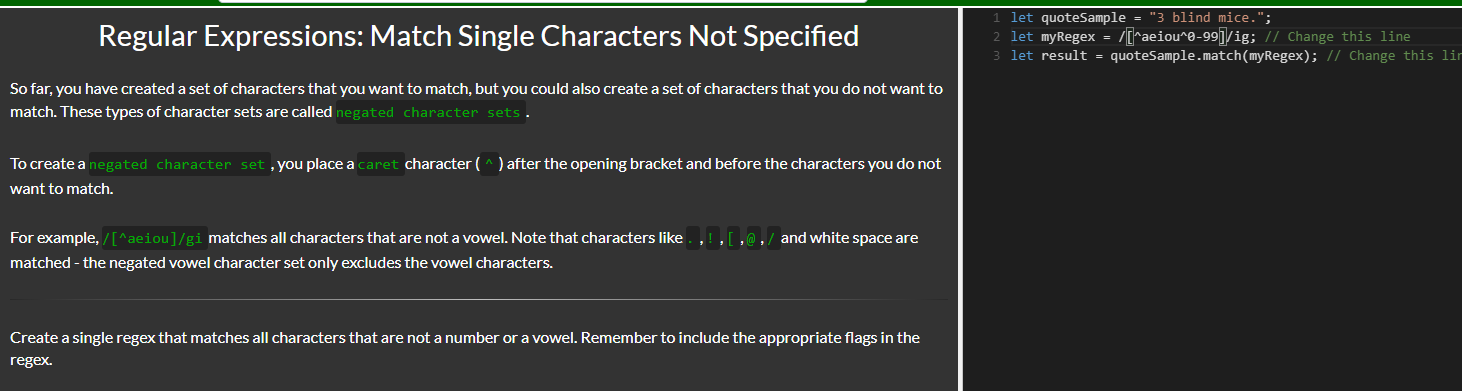 Regular Expressions: Match Single Characters Not Specified
So far, you have created a set of characters that you want to match, but you could also create a set of characters that you do not want to
match. These types of character sets are called negated character sets .
To create a negated character set , you place a caret character ( ^ ) after the opening bracket and before the characters you do not
want to match.
For example, /[^aeiou]/gi matches all characters that are not a vowel. Note that characters like . , ! , [ , @ , / and white space are
matched - the negated vowel character set only excludes the vowel characters.
Create a single regex that matches all characters that are not a number or a vowel. Remember to include the appropriate flags in the
regex.
1 let quoteSample = "3 blind mice.";
2 let myRegex = /[^aeiou^0-99]/ig; // Change this line
3 let result = quoteSample.match(myRegex); // Change this